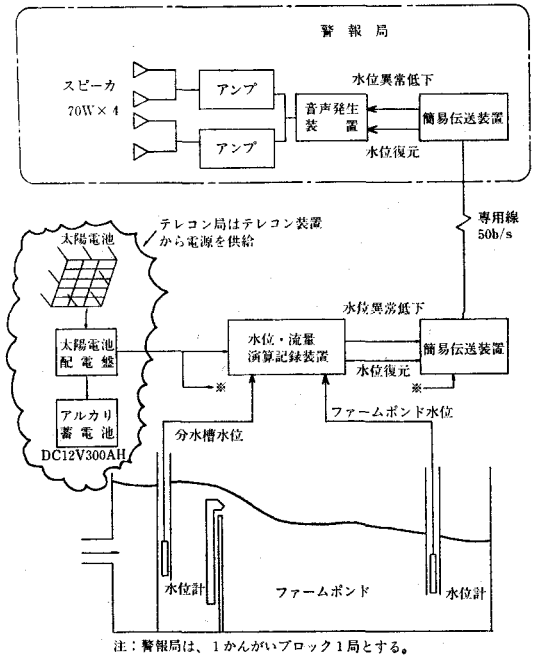 警報局
スピーカ
70W×4
アンプ
アンプ
音声発生
装置
水位異常低下
水位復元
簡易伝送装置
専用線
50b/s
テレコン局はテレコン装置
から電源を供給
太陽電池
太陽電池
配電盤
アルカリ
蓄電池
DC12V300AH
※
水位・流量
演算記録装置
水位異常低下
水位復元
※
簡易伝送装置
分水槽水位
ファームポンド水位
水位計
ファームポンド
水位計
注：警報局は、1かんがいブロック1局とする。